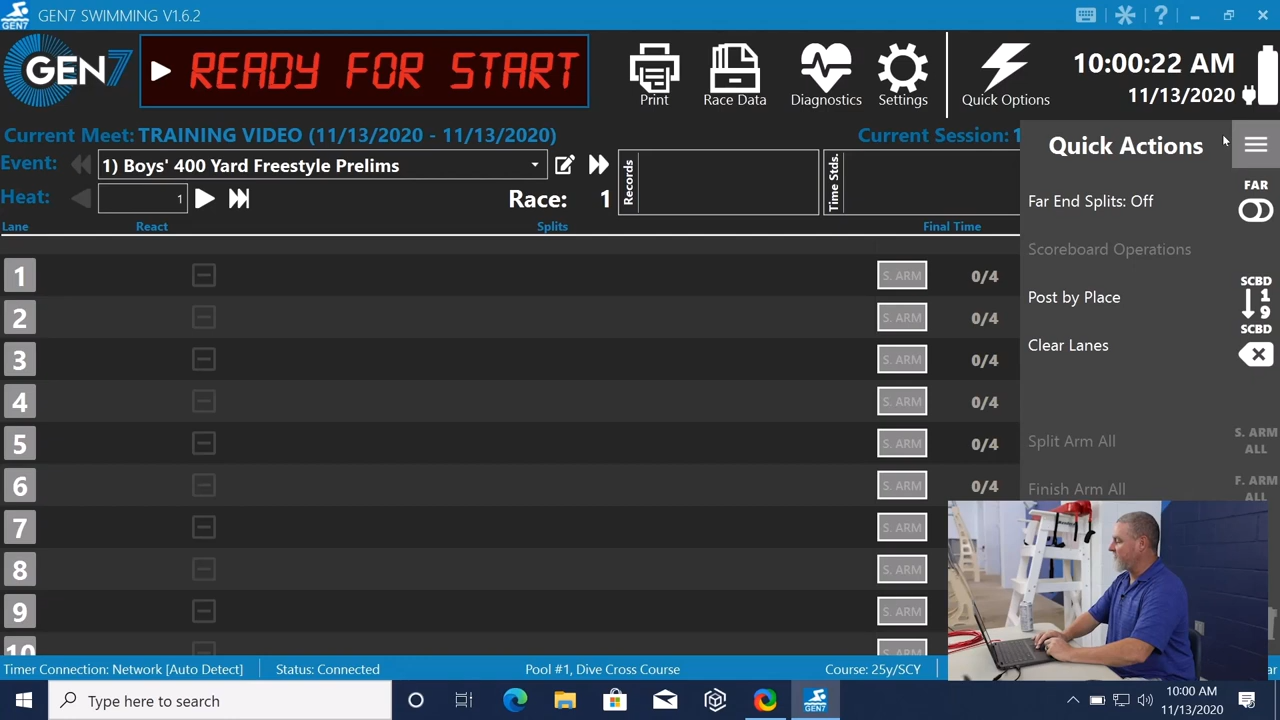 GEN7 SWIMMING V1.6.2
GEN7
GEN7
READY FOR START
Print
Race Data
Diagnostics
Settings
Quick Options
10:00:22 AM
11/13/2020
Current Meet: TRAINING VIDEO (11/13/2020 - 11/13/2020)
Current Session: 1
Event:
1) Boys' 400 Yard Freestyle Prelims
Heat:
1
Race: 1
Records
Time Stds.
Lane
React
Splits
Final Time
1
S. ARM
0/4
2
S. ARM
0/4
3
S. ARM
0/4
4
S. ARM
0/4
5
S. ARM
0/4
6
S. ARM
0/4
7
S. ARM
8
S. ARM
9
S. ARM
10
S. ARM
Quick Actions
Far End Splits: Off
FAR
Scoreboard Operations
Post by Place
SCBD
1
9
Clear Lanes
SCBD
Split Arm All
S. ARM
ALL
Finish Arm All
F. ARM
ALL
Timer Connection: Network [Auto Detect]
Status: Connected
Pool #1, Dive Cross Course
Course: 25y/SCY
Type here to search
GEN7
10:00 AM
11/13/2020